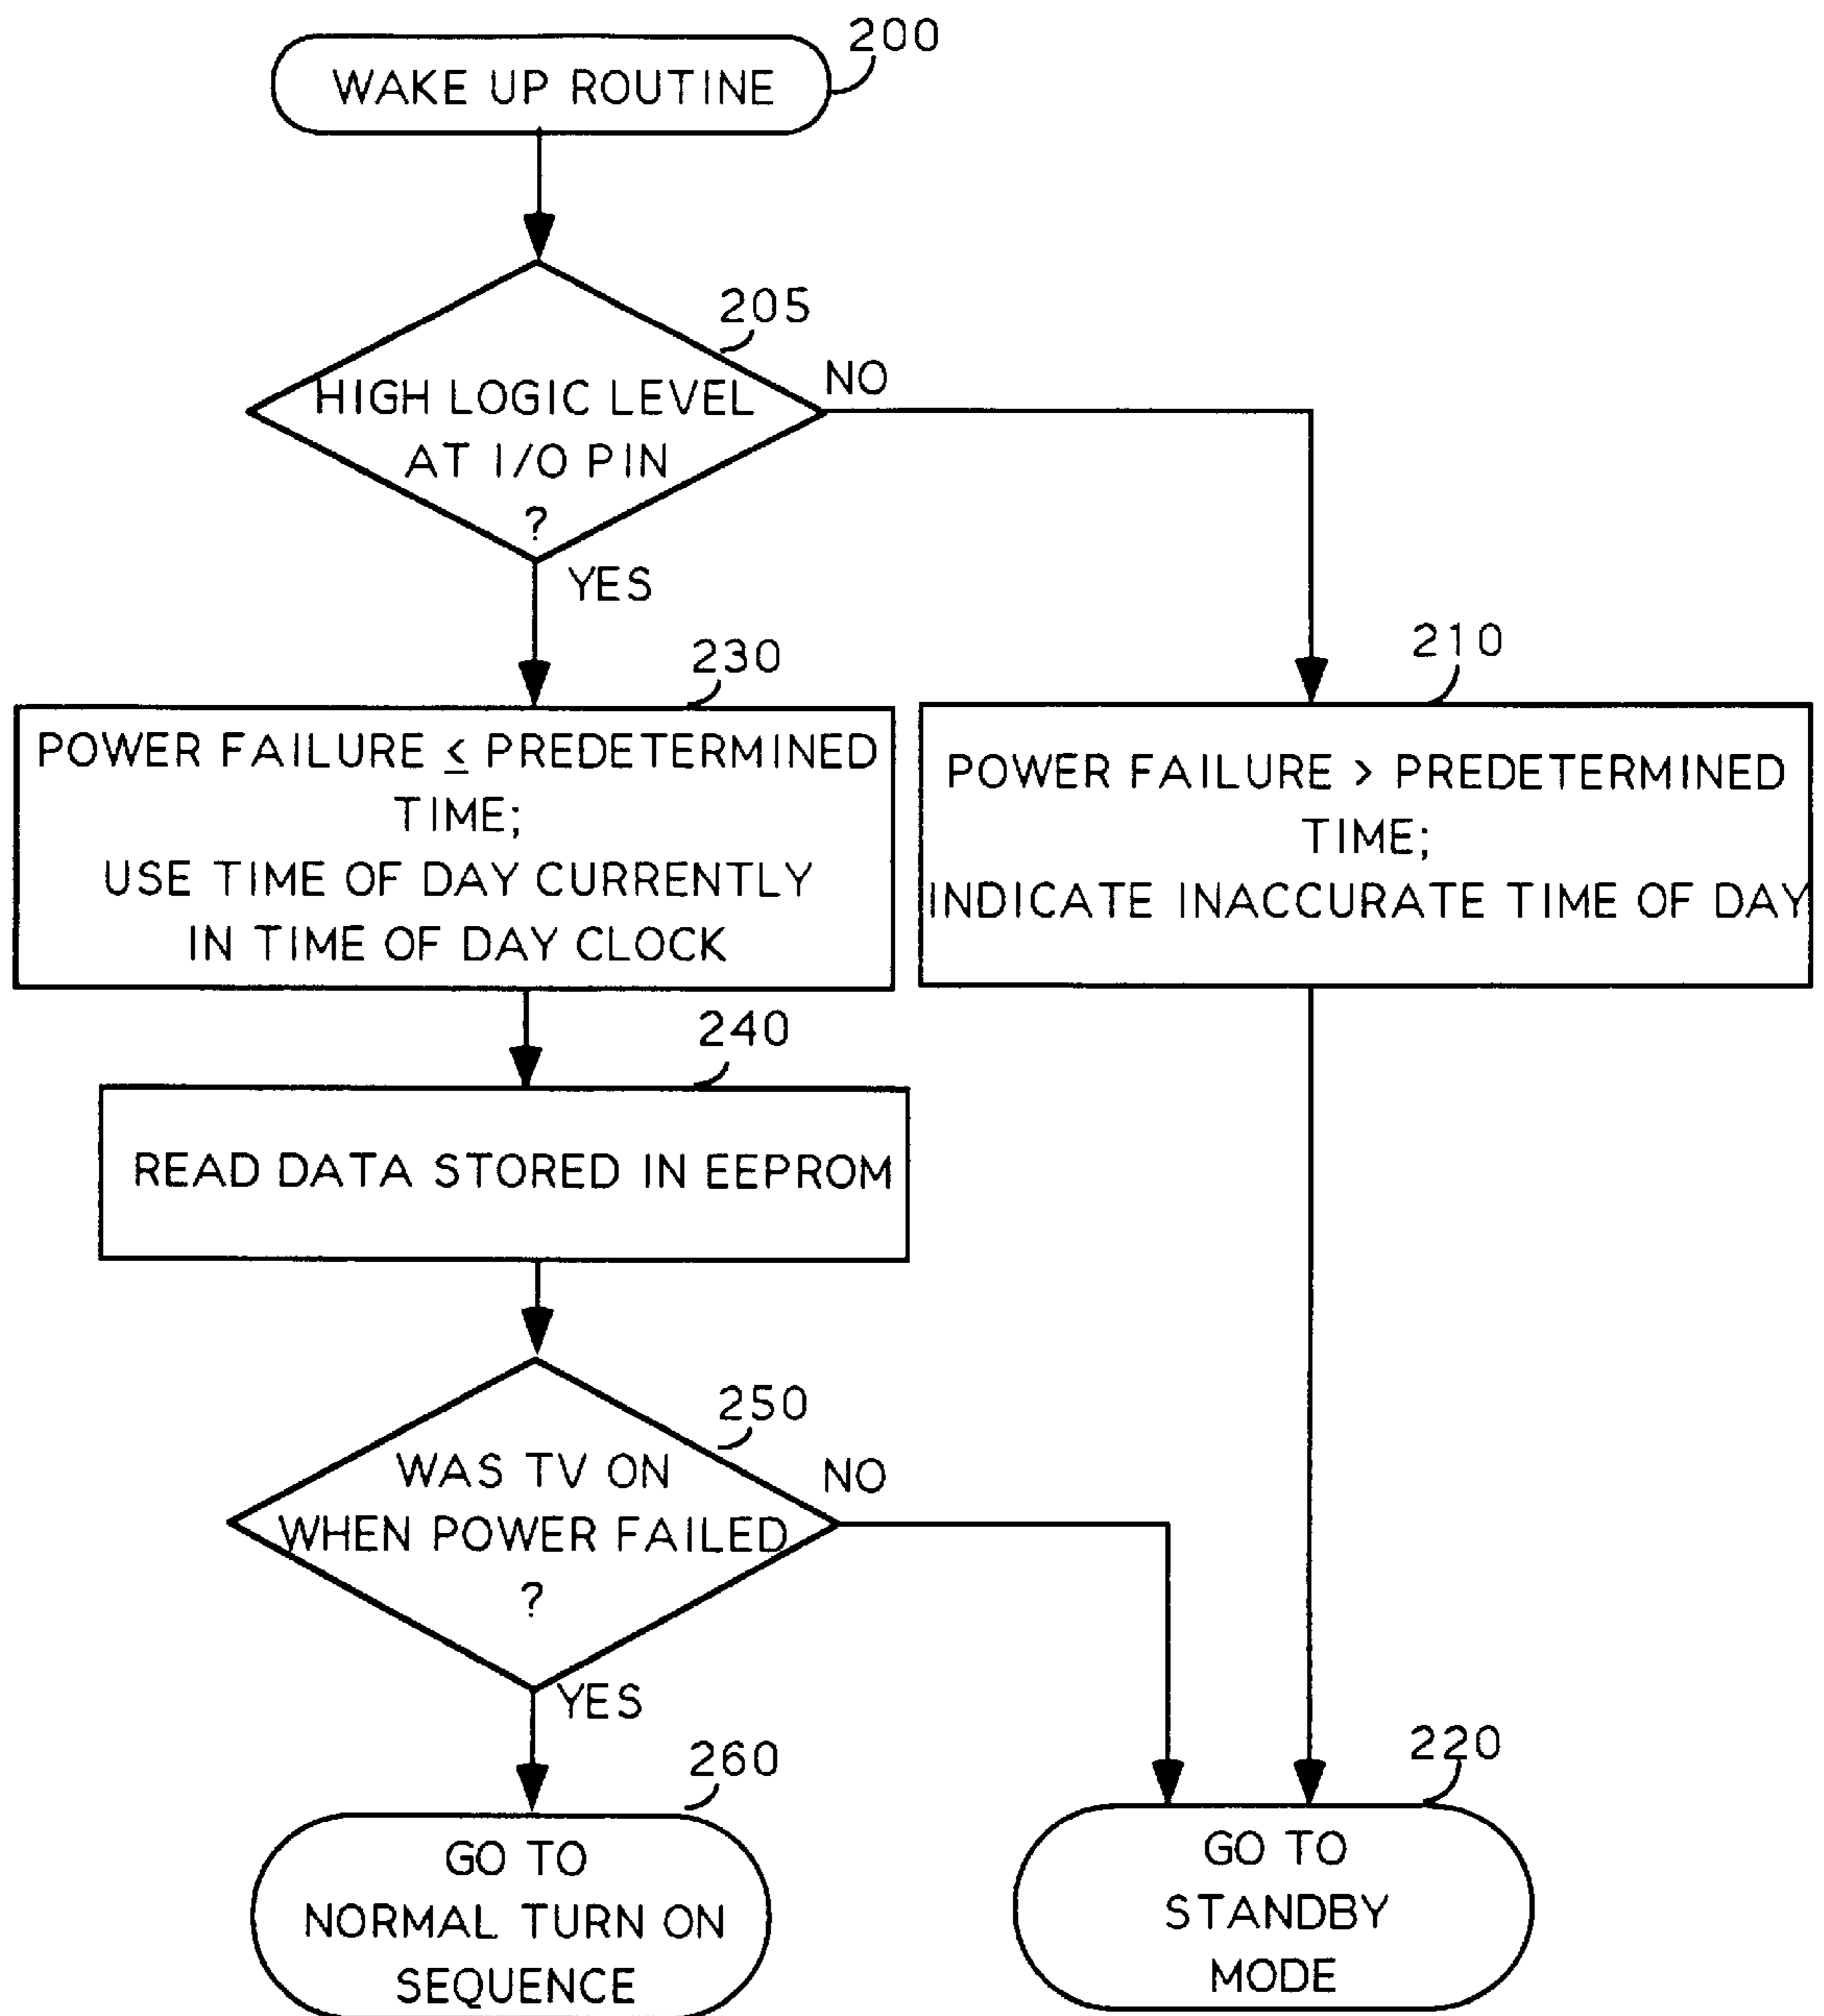 200
WAKE UP ROUTINE
205
HIGH LOGIC LEVEL
AT I/O PIN
?
NO
YES
230
POWER FAILURE ≤ PREDETERMINED
TIME;
USE TIME OF DAY CURRENTLY
IN TIME OF DAY CLOCK
210
POWER FAILURE > PREDETERMINED
TIME;
INDICATE INACCURATE TIME OF DAY
240
READ DATA STORED IN EEPROM
250
WAS TV ON
WHEN POWER FAILED
?
NO
YES
260
GO TO
NORMAL TURN ON
SEQUENCE
220
GO TO
STANDBY
MODE